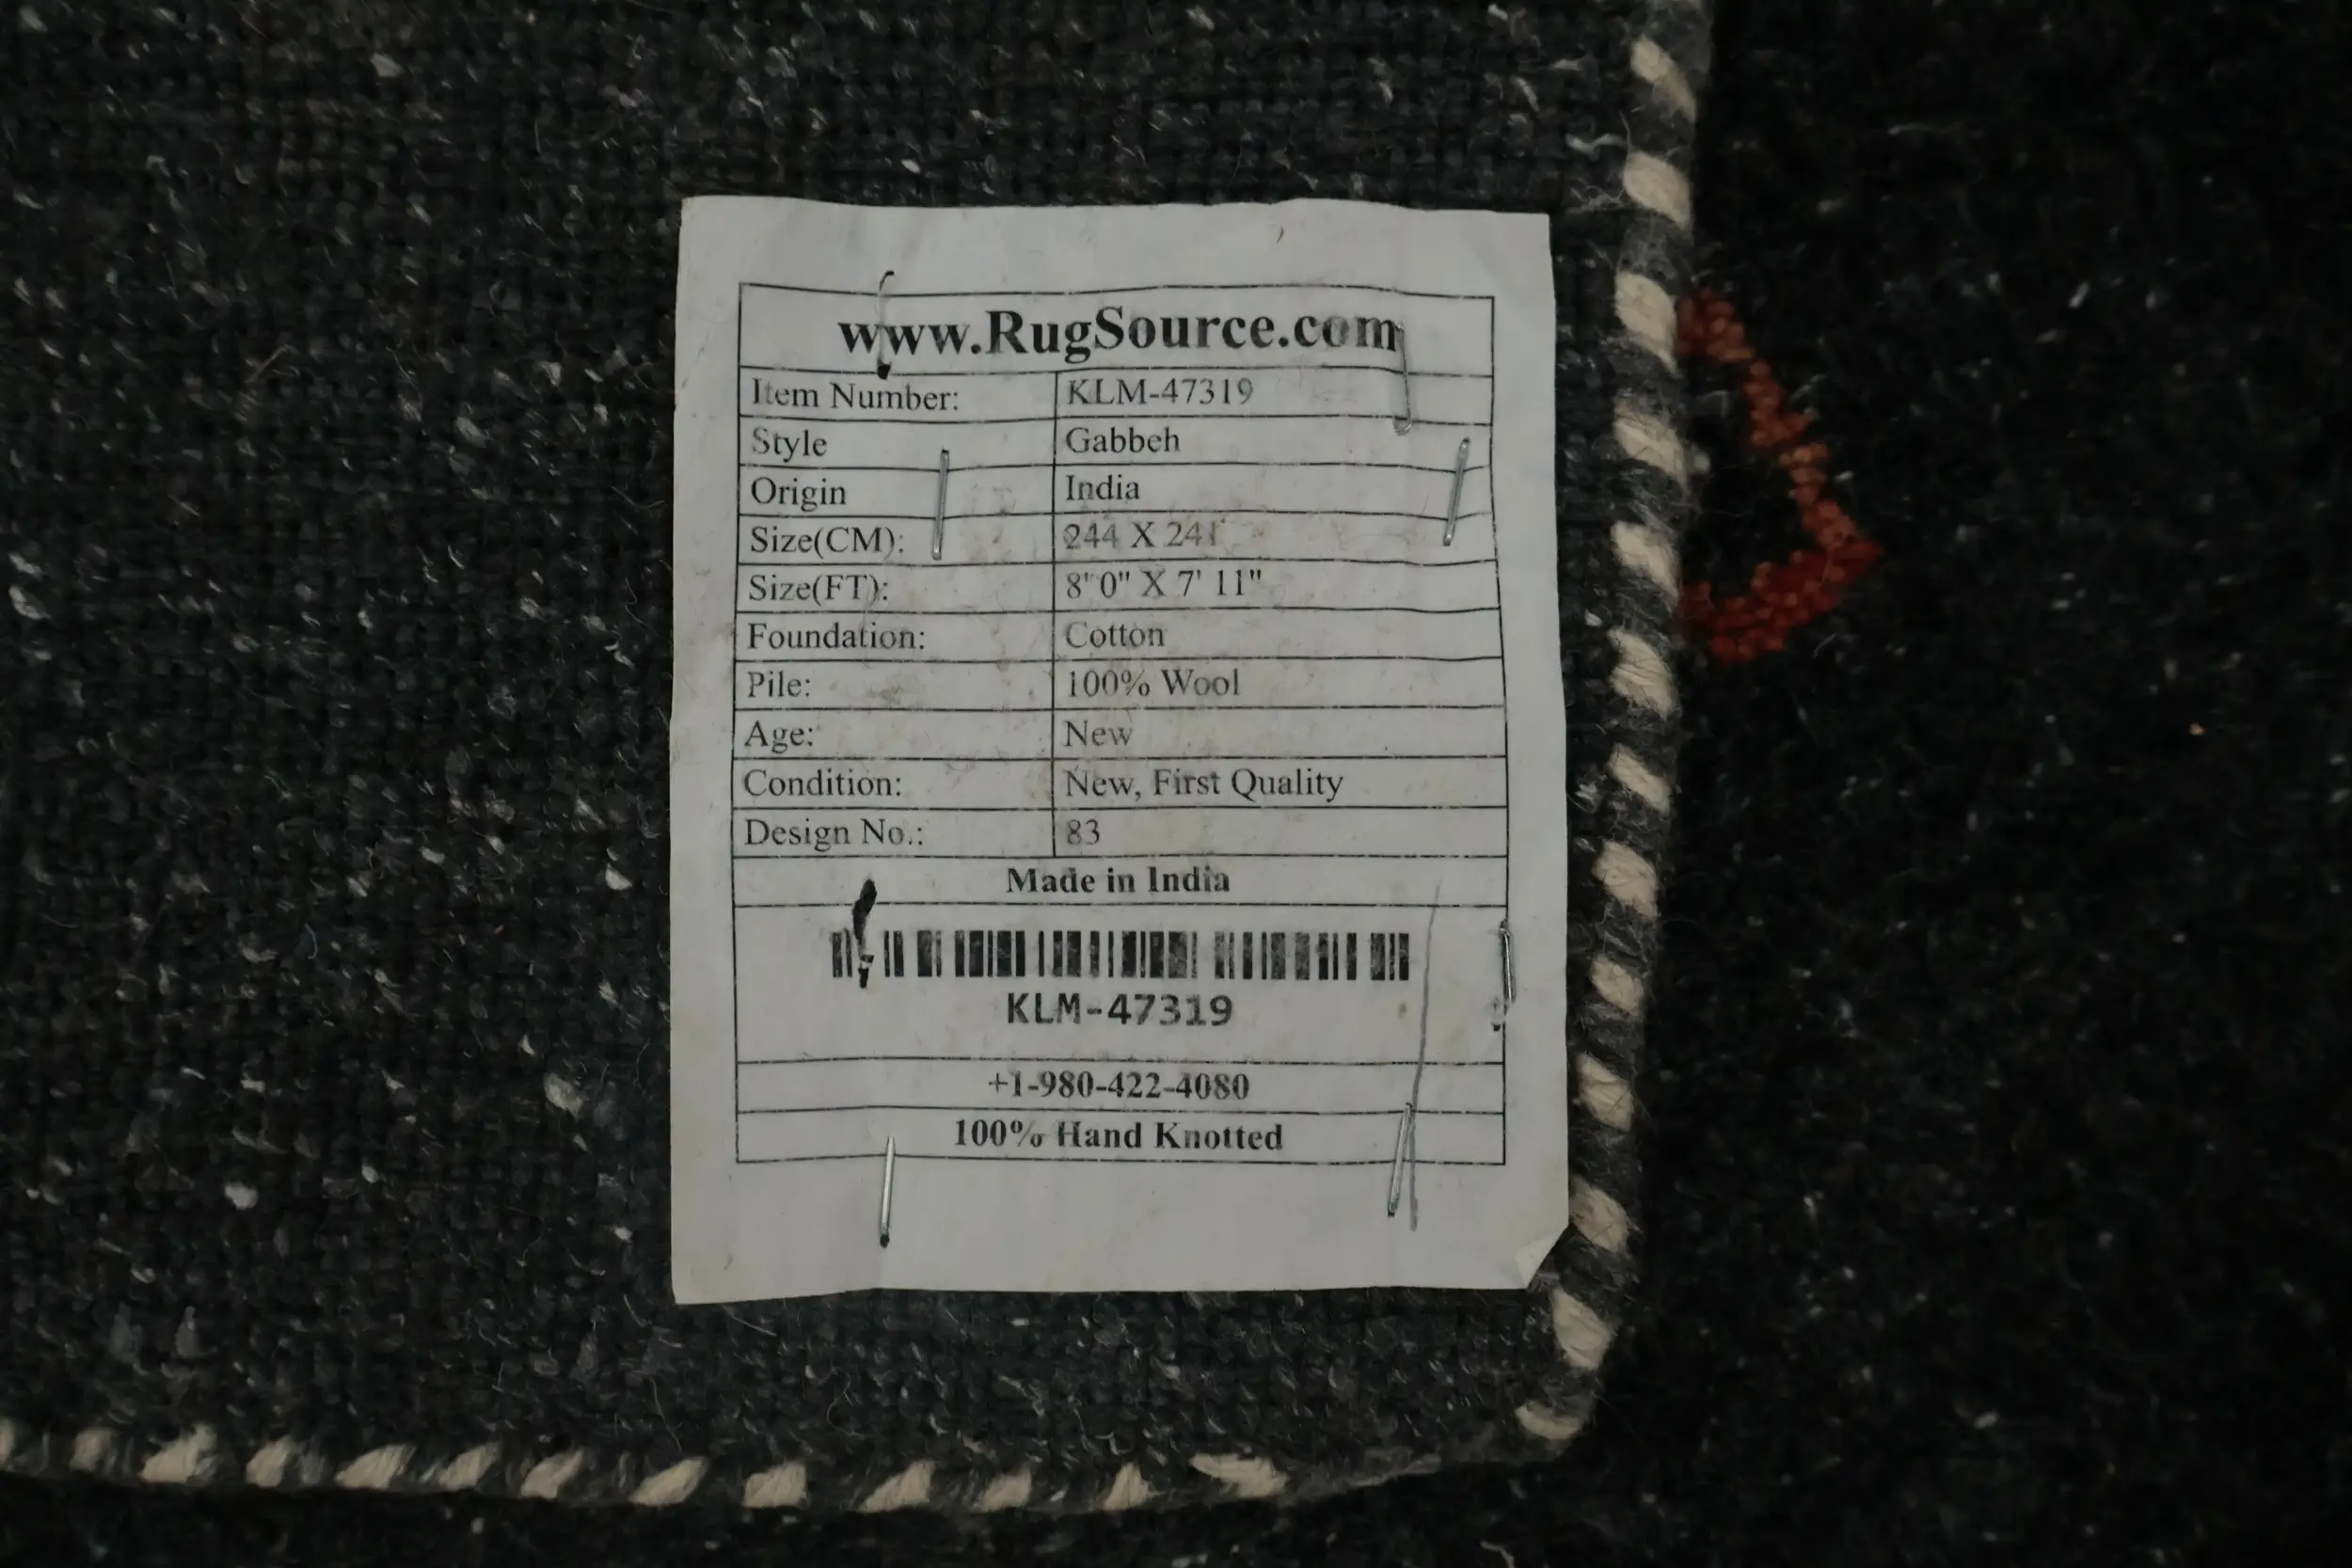 www.RugSource.com
Item Number: KLM-47319
Style Gabbeh
Origin India
Size(CM): 244 X 241
Size(FT): 8' 0" X 7' 11"
Foundation: Cotton
Pile: 100% Wool
Age: New
Condition: New, First Quality
Design No.: 83
Made in India
KLM-47319
+1-980-422-4080
100% Hand Knotted